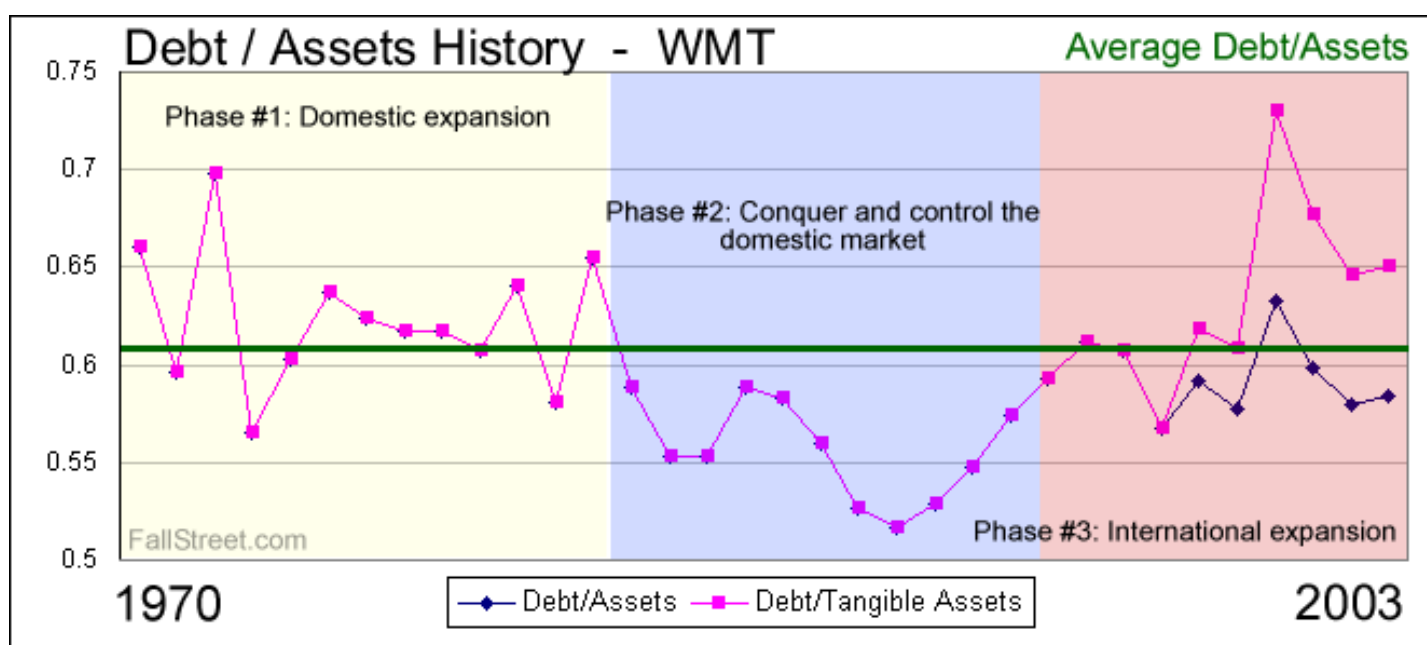 Debt / Assets History - WMT
Average Debt/Assets
0.75
Phase #1: Domestic expansion
0.7
Phase #2: Conquer and control the
domestic market
0.65
0.6
0.55
Phase #3: International expansion
FallStreet.com
0.5
1970
Debt/Assets
Debt/Tangible Assets
2003